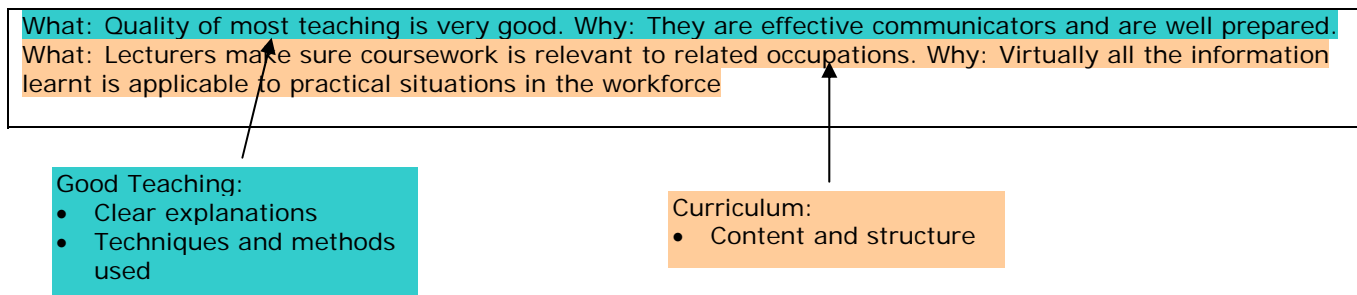 What: Quality of most teaching is very good. Why: They are effective communicators and are well prepared.
What: Lecturers make sure coursework is relevant to related occupations. Why: Virtually all the information
learnt is applicable to practical situations in the workforce
Good Teaching:
• Clear explanations
• Techniques and methods
used
Curriculum:
• Content and structure